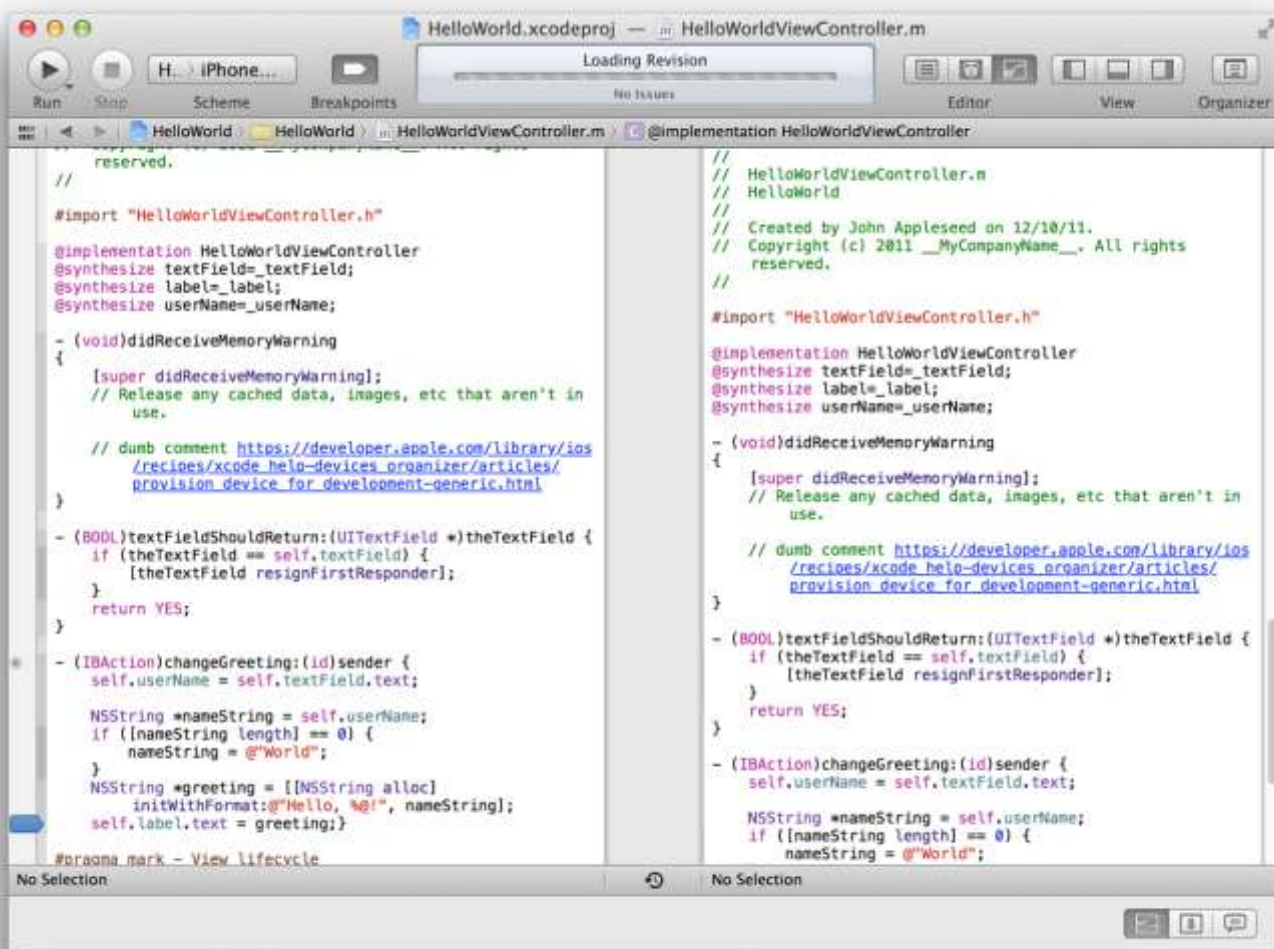 HelloWorld.xcodeproj — HelloWorldViewController.m
Loading Revision
No Issues
H.. iPhone...
Run Stop Scheme Breakpoints Editor View Organizer
HelloWorld HelloWorld HelloWorldViewController.m @implementation HelloWorldViewController
// Copyright (c) 2011 __MyCompanyName__. All rights
reserved.
//
#import "HelloWorldViewController.h"
@implementation HelloWorldViewController
@synthesize textField=_textField;
@synthesize label=_label;
@synthesize userName=_userName;
- (void)didReceiveMemoryWarning
{
[super didReceiveMemoryWarning];
// Release any cached data, images, etc that aren't in
use.
// dumb comment https://developer.apple.com/library/ios
/recipes/xcode_help-devices_organizer/articles/
provision_device_for_development-generic.html
}
- (BOOL)textFieldShouldReturn:(UITextField *)theTextField {
if (theTextField == self.textField) {
[theTextField resignFirstResponder];
}
return YES;
}
- (IBAction)changeGreeting:(id)sender {
self.userName = self.textField.text;
NSString *nameString = self.userName;
if ([nameString length] == 0) {
nameString = @"World";
}
NSString *greeting = [[NSString alloc]
initWithFormat:@"Hello, %@!", nameString];
self.label.text = greeting;}
#pragma mark - View lifecycle
No Selection
//
// HelloWorldViewController.m
// HelloWorld
//
// Created by John Appleseed on 12/10/11.
// Copyright (c) 2011 __MyCompanyName__. All rights
reserved.
//
#import "HelloWorldViewController.h"
@implementation HelloWorldViewController
@synthesize textField=_textField;
@synthesize label=_label;
@synthesize userName=_userName;
- (void)didReceiveMemoryWarning
{
[super didReceiveMemoryWarning];
// Release any cached data, images, etc that aren't in
use.
// dumb comment https://developer.apple.com/library/ios
/recipes/xcode_help-devices_organizer/articles/
provision_device_for_development-generic.html
}
- (BOOL)textFieldShouldReturn:(UITextField *)theTextField {
if (theTextField == self.textField) {
[theTextField resignFirstResponder];
}
return YES;
}
- (IBAction)changeGreeting:(id)sender {
self.userName = self.textField.text;
NSString *nameString = self.userName;
if ([nameString length] == 0) {
nameString = @"World";
No Selection